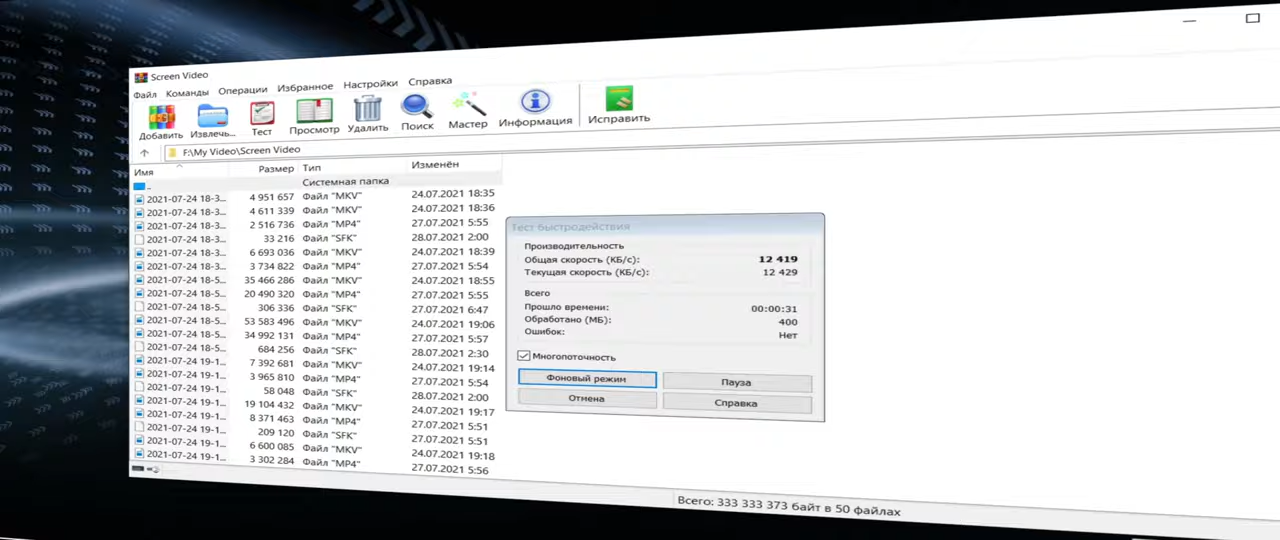 Screen Video
Файл Команды Операции Избранное Настройки Справка
Добавить Извлечь... Тест Просмотр Удалить Поиск Мастер Информация Исправить
F:\My Video\Screen Video
Имя Размер Тип Изменён
.. Системная папка
2021-07-24 18-3... 4 951 657 Файл "MKV" 24.07.2021 18:35
2021-07-24 18-3... 4 611 339 Файл "MKV" 24.07.2021 18:36
2021-07-24 18-3... 2 516 736 Файл "MP4" 27.07.2021 5:55
2021-07-24 18-3... 33 216 Файл "SFK" 28.07.2021 2:00
2021-07-24 18-3... 6 693 036 Файл "MKV" 24.07.2021 18:39
2021-07-24 18-3... 3 734 822 Файл "MP4" 27.07.2021 5:54
2021-07-24 18-5... 35 466 286 Файл "MKV" 24.07.2021 18:55
2021-07-24 18-5... 20 490 320 Файл "MP4" 27.07.2021 5:55
2021-07-24 18-5... 306 336 Файл "SFK" 27.07.2021 6:47
2021-07-24 18-5... 53 583 496 Файл "MKV" 24.07.2021 19:06
2021-07-24 18-5... 34 992 131 Файл "MP4" 27.07.2021 5:57
2021-07-24 18-5... 684 256 Файл "SFK" 28.07.2021 2:30
2021-07-24 19-1... 7 392 681 Файл "MKV" 24.07.2021 19:14
2021-07-24 19-1... 3 965 810 Файл "MP4" 27.07.2021 5:54
2021-07-24 19-1... 58 048 Файл "SFK" 28.07.2021 2:00
2021-07-24 19-1... 19 104 432 Файл "MKV" 24.07.2021 19:17
2021-07-24 19-1... 8 371 463 Файл "MP4" 27.07.2021 5:51
2021-07-24 19-1... 209 120 Файл "SFK" 27.07.2021 5:51
2021-07-24 19-1... 6 600 085 Файл "MKV" 24.07.2021 19:18
2021-07-24 19-1... 3 302 284 Файл "MP4" 27.07.2021 5:56
Всего: 333 333 373 байт в 50 файлах
Тест быстродействия
Производительность
Общая скорость (КБ/с): 12 419
Текущая скорость (КБ/с): 12 429
Всего
Прошло времени: 00:00:31
Обработано (МБ): 400
Ошибок: Нет
Многопоточность
Фоновый режим Пауза
Отмена Справка